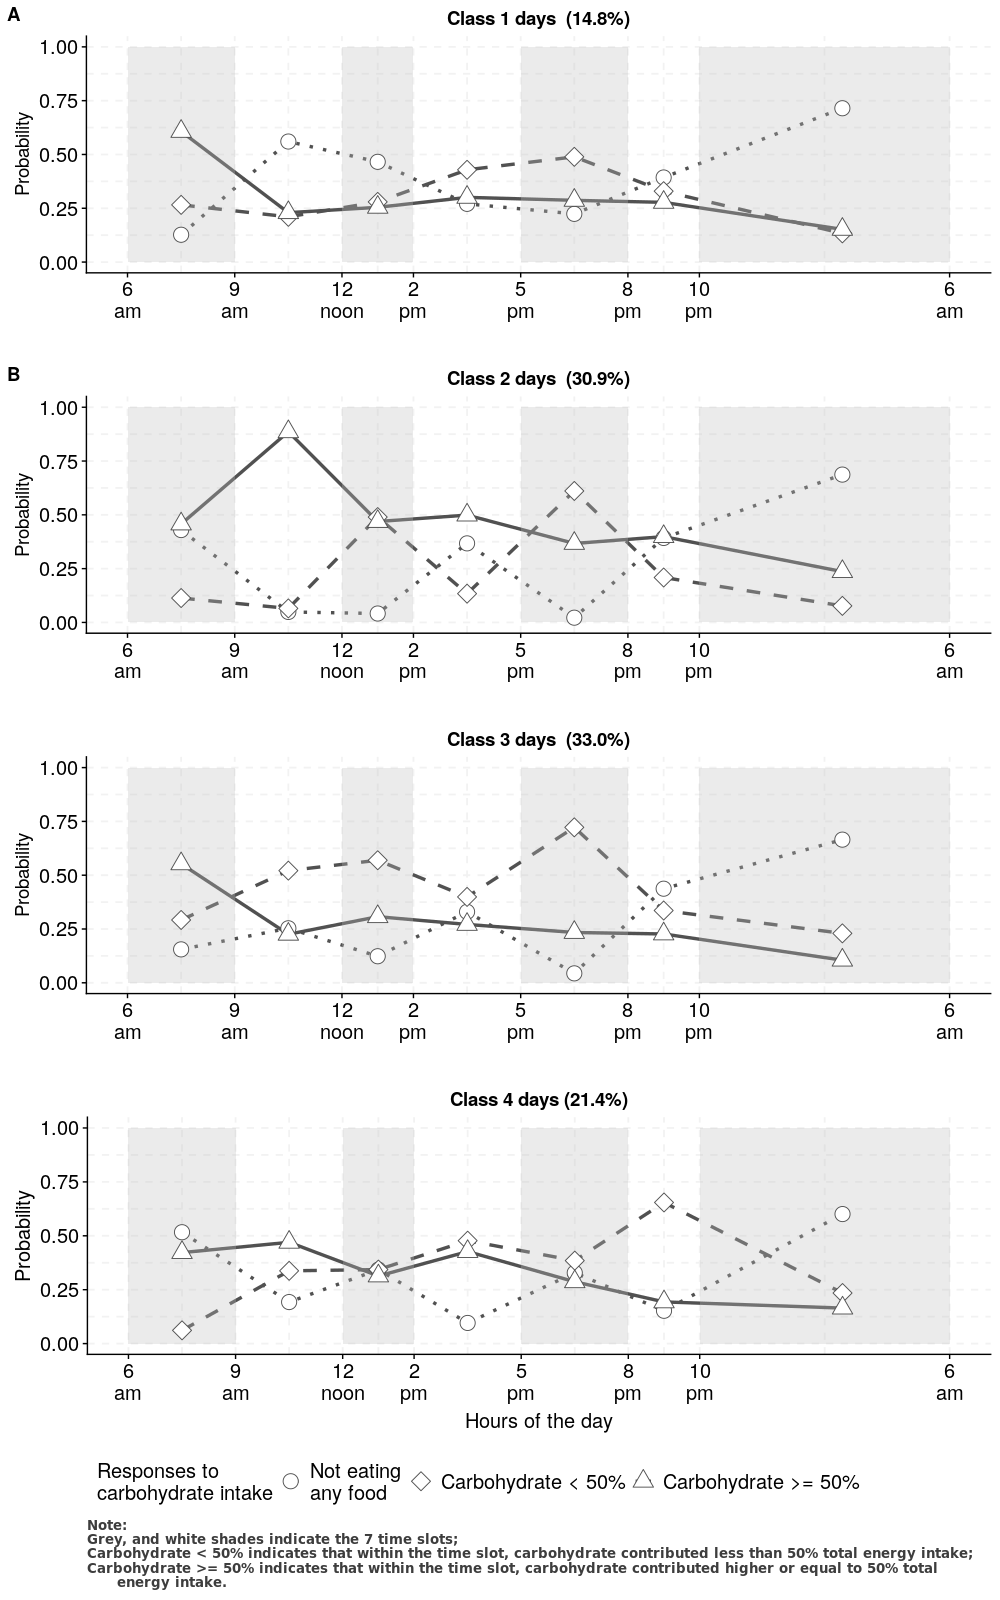 A
Class 1 days (14.8%)
1.00
0.75
0.50
0.25
0.00
Probability
6 9 12 2 5 8 10 6
am am noon pm pm pm pm am
B
Class 2 days (30.9%)
1.00
0.75
0.50
0.25
0.00
Probability
6 9 12 2 5 8 10 6
am am noon pm pm pm pm am
Class 3 days (33.0%)
1.00
0.75
0.50
0.25
0.00
Probability
6 9 12 2 5 8 10 6
am am noon pm pm pm pm am
Class 4 days (21.4%)
1.00
0.75
0.50
0.25
0.00
Probability
6 9 12 2 5 8 10 6
am am noon pm pm pm pm am
Hours of the day
Responses to
carbohydrate intake
Not eating
any food
Carbohydrate < 50%
Carbohydrate >= 50%
Note:
Grey, and white shades indicate the 7 time slots;
Carbohydrate < 50% indicates that within the time slot, carbohydrate contributed less than 50% total energy intake;
Carbohydrate >= 50% indicates that within the time slot, carbohydrate contributed higher or equal to 50% total
energy intake.